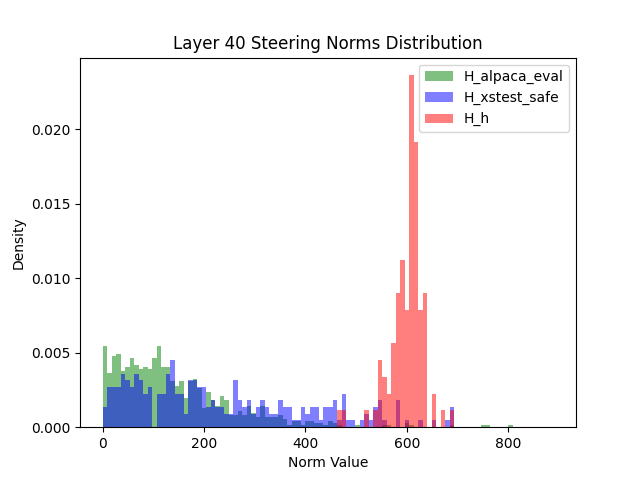 Layer 40 Steering Norms Distribution
H_alpaca_eval
H_xstest_safe
H_h
0.020
0.015
0.010
0.005
0.000
Density
0
200
400
600
800
Norm Value